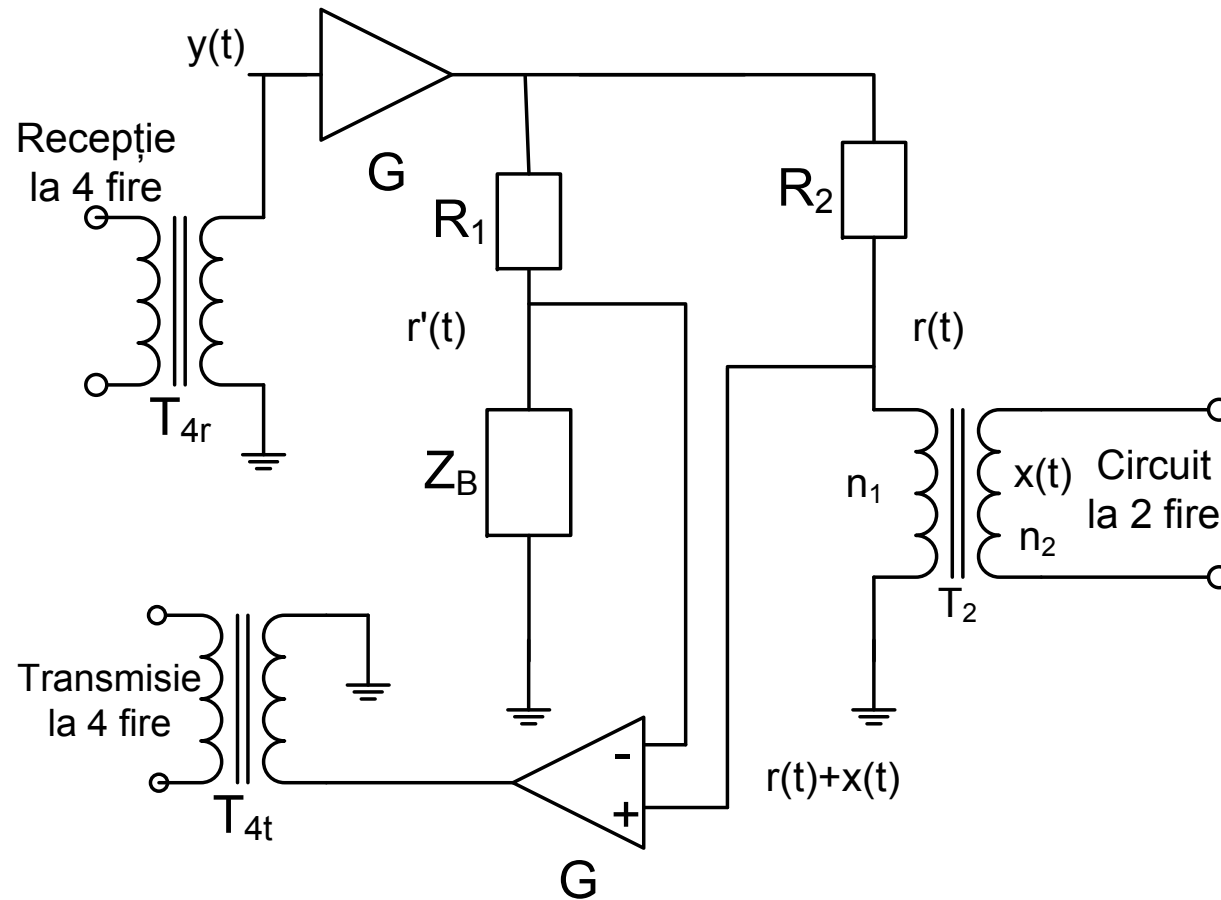 y(t)
Recepție
la 4 fire
G
R1
R2
r'(t)
r(t)
T4r
ZB
n1
x(t)
n2
Circuit
la 2 fire
T2
Transmisie
la 4 fire
-
+
r(t)+x(t)
T4t
G